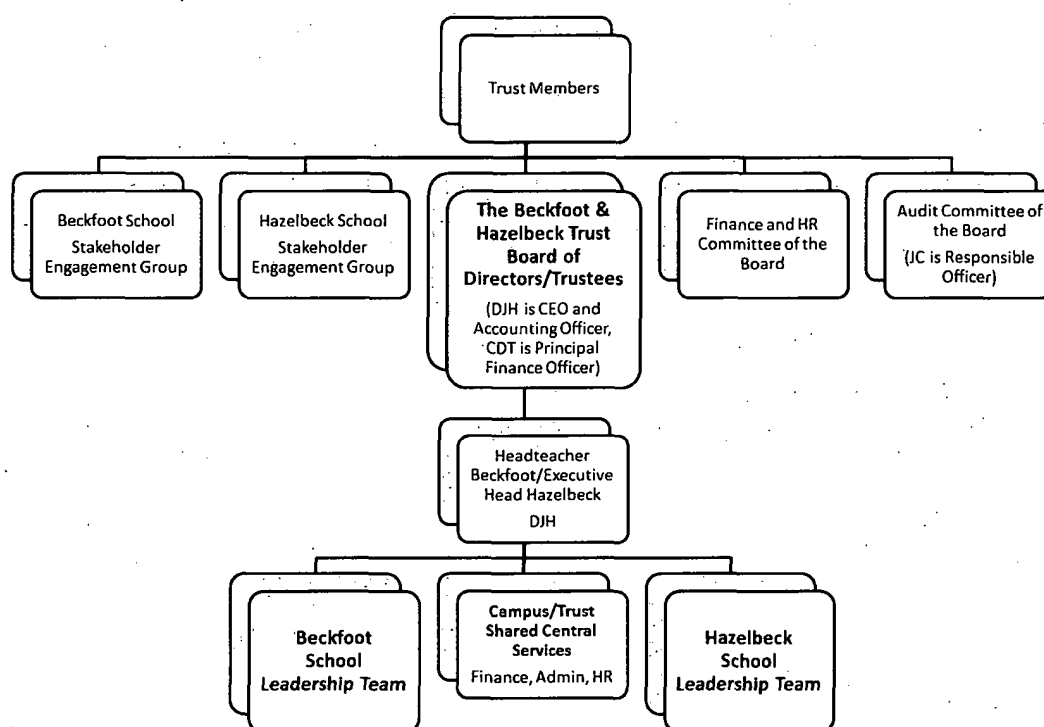 Trust Members
Beckfoot School
Stakeholder
Engagement Group
Hazelbeck School
Stakeholder
Engagement Group
The Beckfoot &
Hazelbeck Trust
Board of
Directors/Trustees
(DJH is CEO and
Accounting Officer,
CDT is Principal
Finance Officer)
Finance and HR
Committee of the
Board
Audit Committee of
the Board
(JC is Responsible
Officer)
Headteacher
Beckfoot/Executive
Head Hazelbeck
DJH
Beckfoot
School
Leadership Team
Campus/Trust
Shared Central
Services
Finance, Admin, HR
Hazelbeck
School
Leadership Team